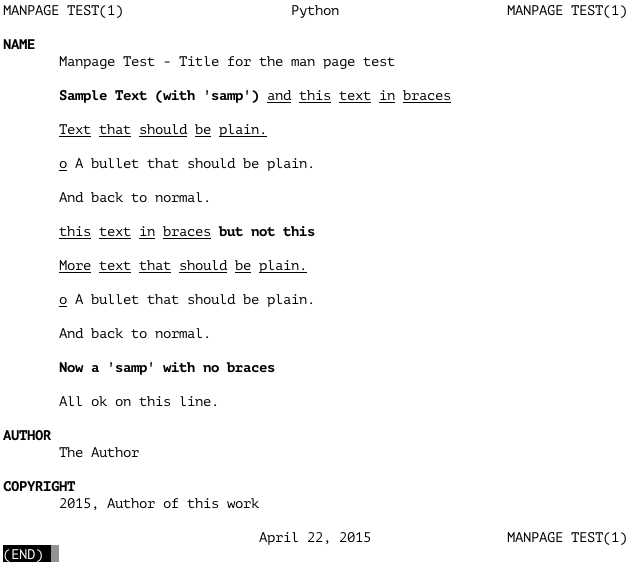 MANPAGE TEST(1) Python MANPAGE TEST(1)
NAME
Manpage Test - Title for the man page test
Sample Text (with 'samp') and this text in braces
Text that should be plain.
o A bullet that should be plain.
And back to normal.
this text in braces but not this
More text that should be plain.
o A bullet that should be plain.
And back to normal.
Now a 'samp' with no braces
All ok on this line.
AUTHOR
The Author
COPYRIGHT
2015, Author of this work
April 22, 2015 MANPAGE TEST(1)
(END)